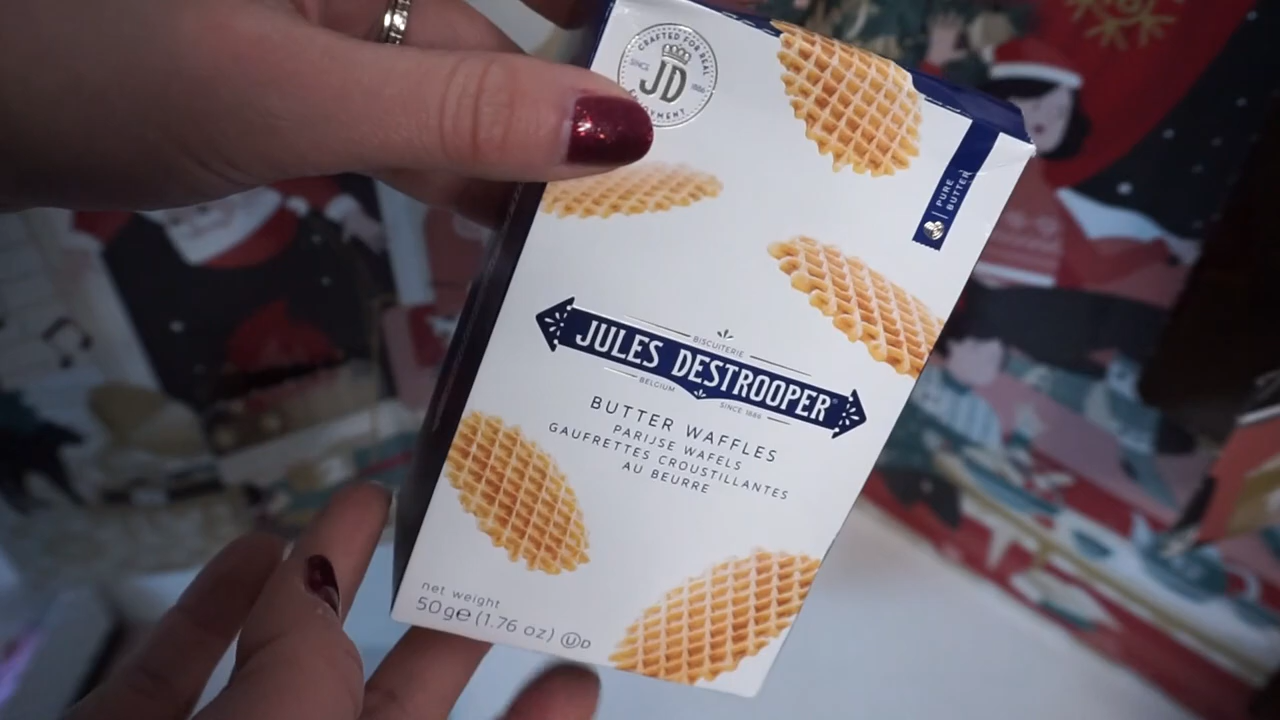 CRAFTED FOR REAL
SINCE JD 1886
PURE
BUTTER
BISCUITERIE
JULES DESTROOPER
BELGIUM SINCE 1886
BUTTER WAFFLES
PARIJSE WAFELS
GAUFRETTES CROUSTILLANTES
AU BEURRE
net weight
50g℮ (1.76 oz) ⓊD